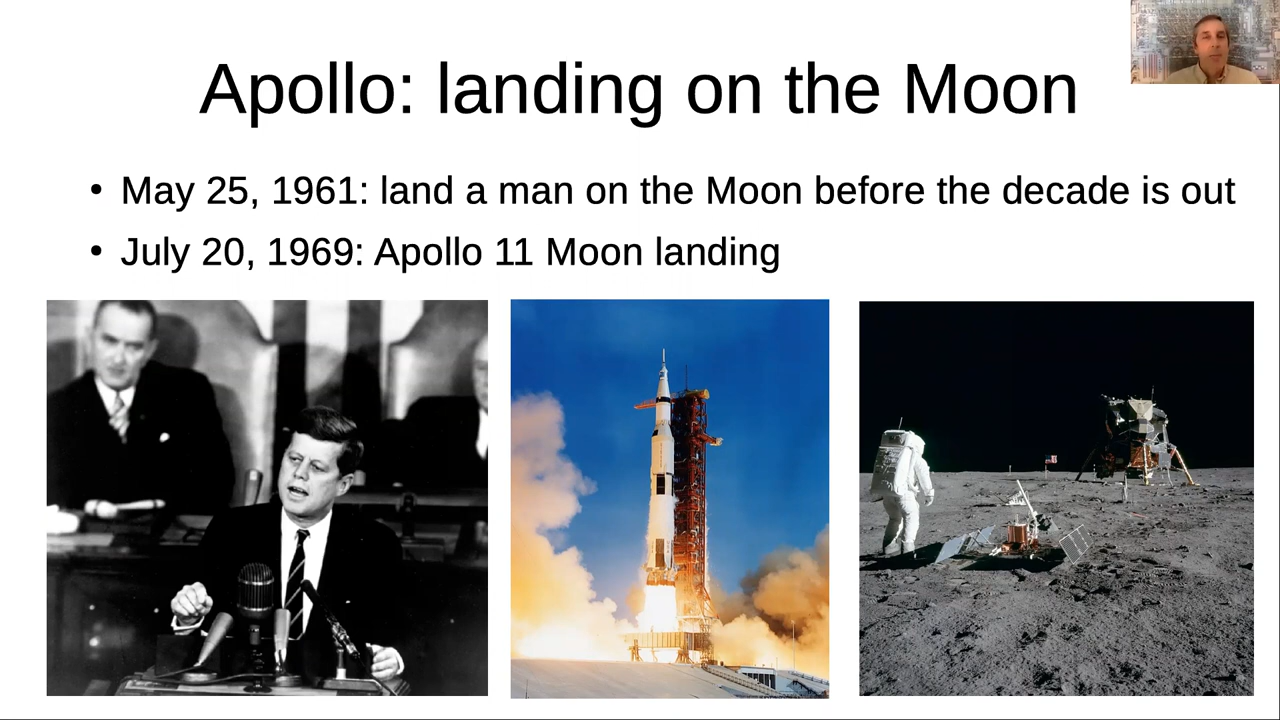 Apollo: landing on the Moon
• May 25, 1961: land a man on the Moon before the decade is out
• July 20, 1969: Apollo 11 Moon landing